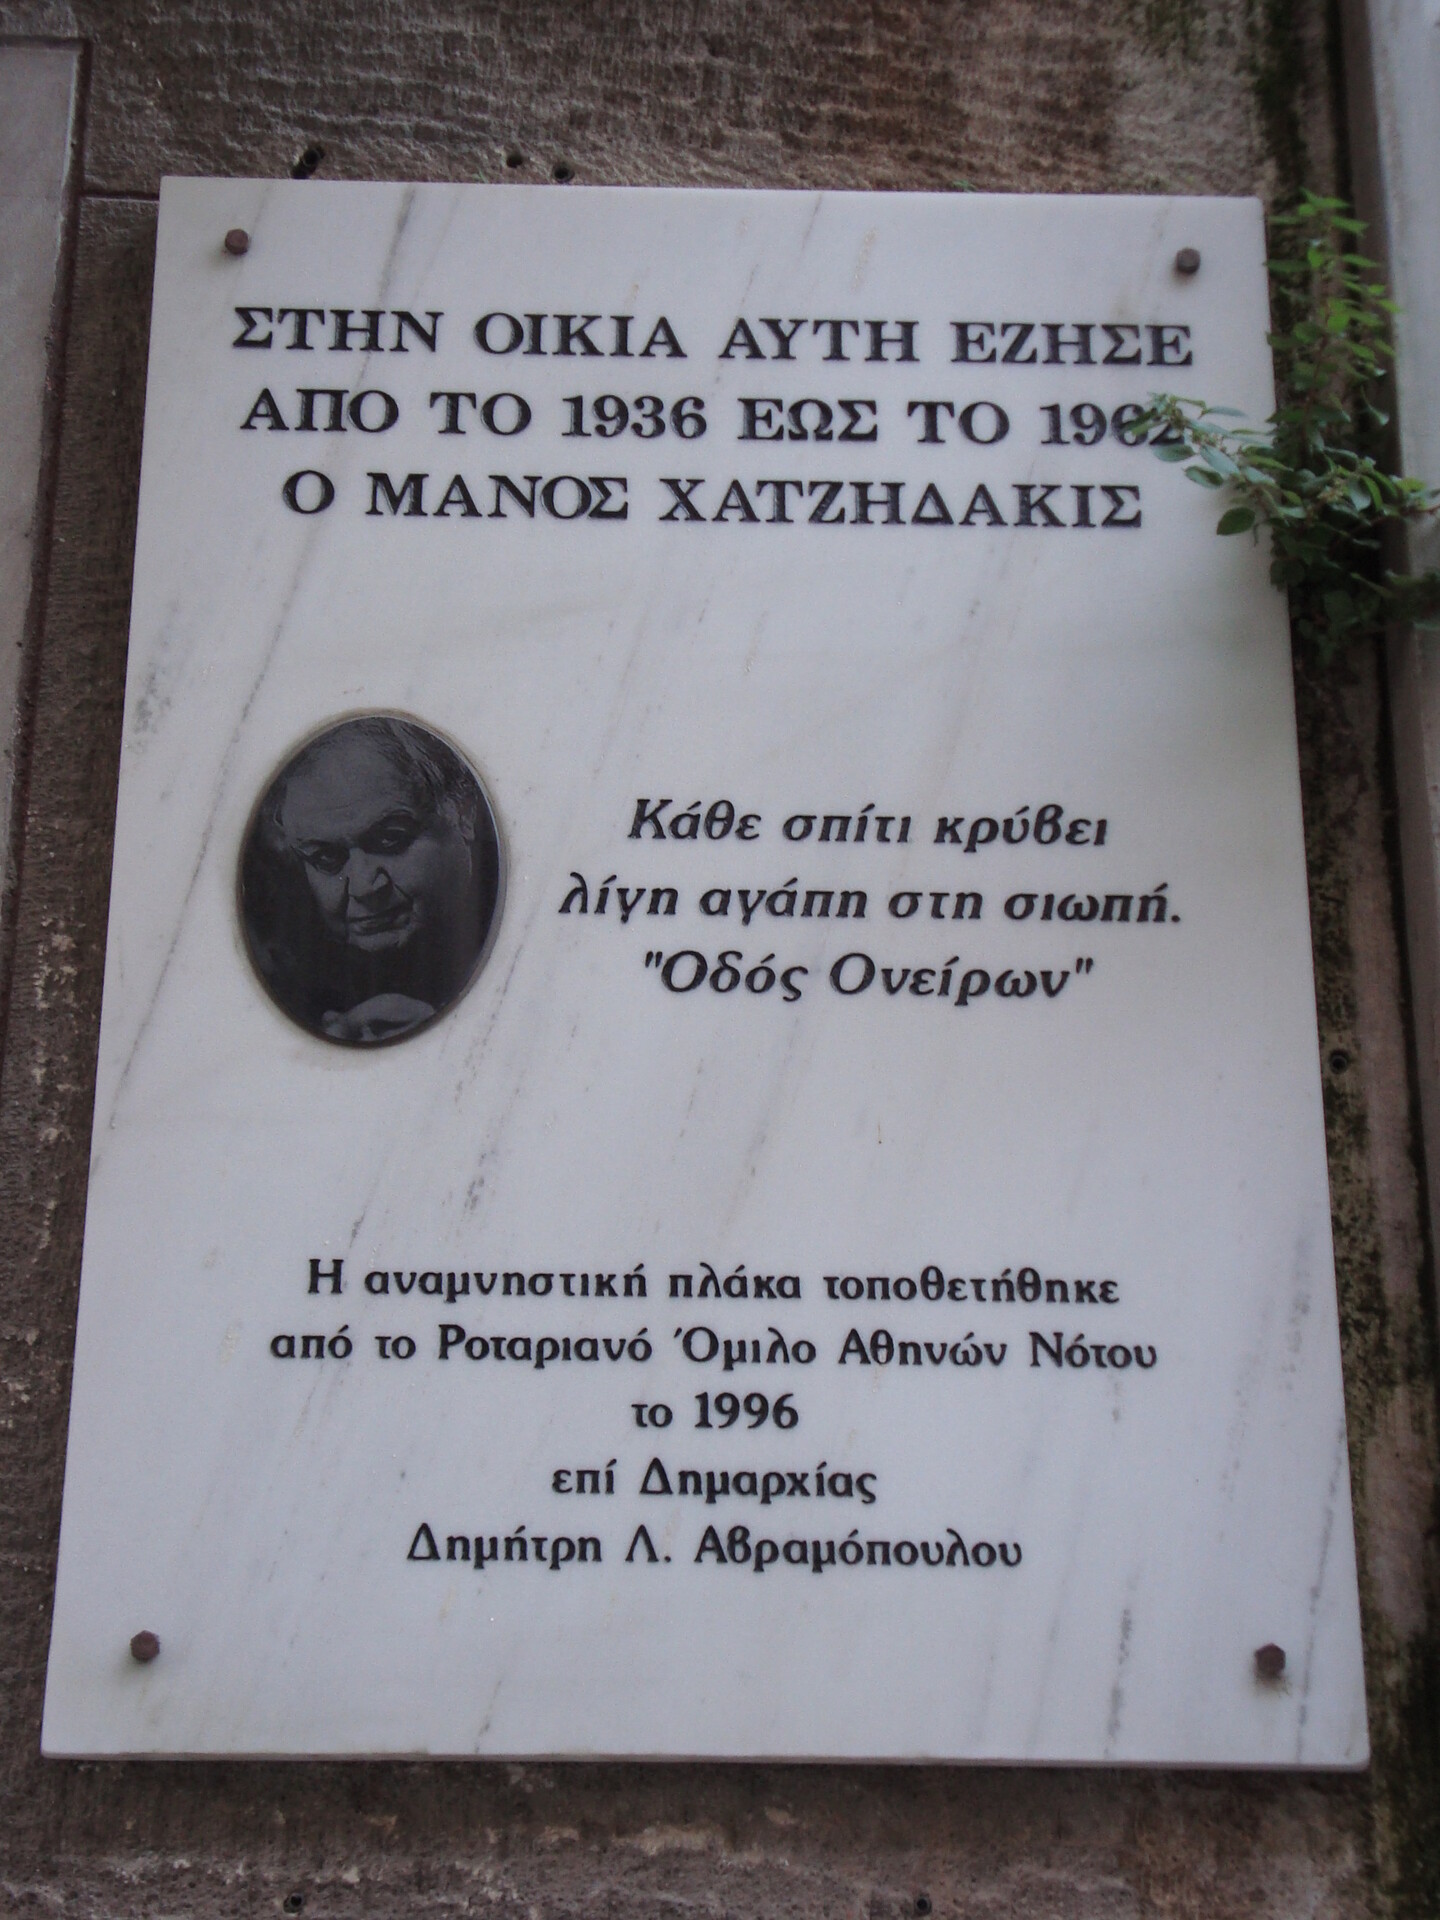 ΣΤΗΝ ΟΙΚΙΑ ΑΥΤΗ ΕΖΗΣΕ
ΑΠΟ ΤΟ 1936 ΕΩΣ ΤΟ 1962
Ο ΜΑΝΟΣ ΧΑΤΖΗΔΑΚΙΣ
Κάθε σπίτι κρύβει
λίγη αγάπη στη σιωπή.
"Οδός Ονείρων"
Η αναμνηστική πλάκα τοποθετήθηκε
από το Ροταριανό Όμιλο Αθηνών Νότου
το 1996
επί Δημαρχίας
Δημήτρη Λ. Αβραμόπουλου